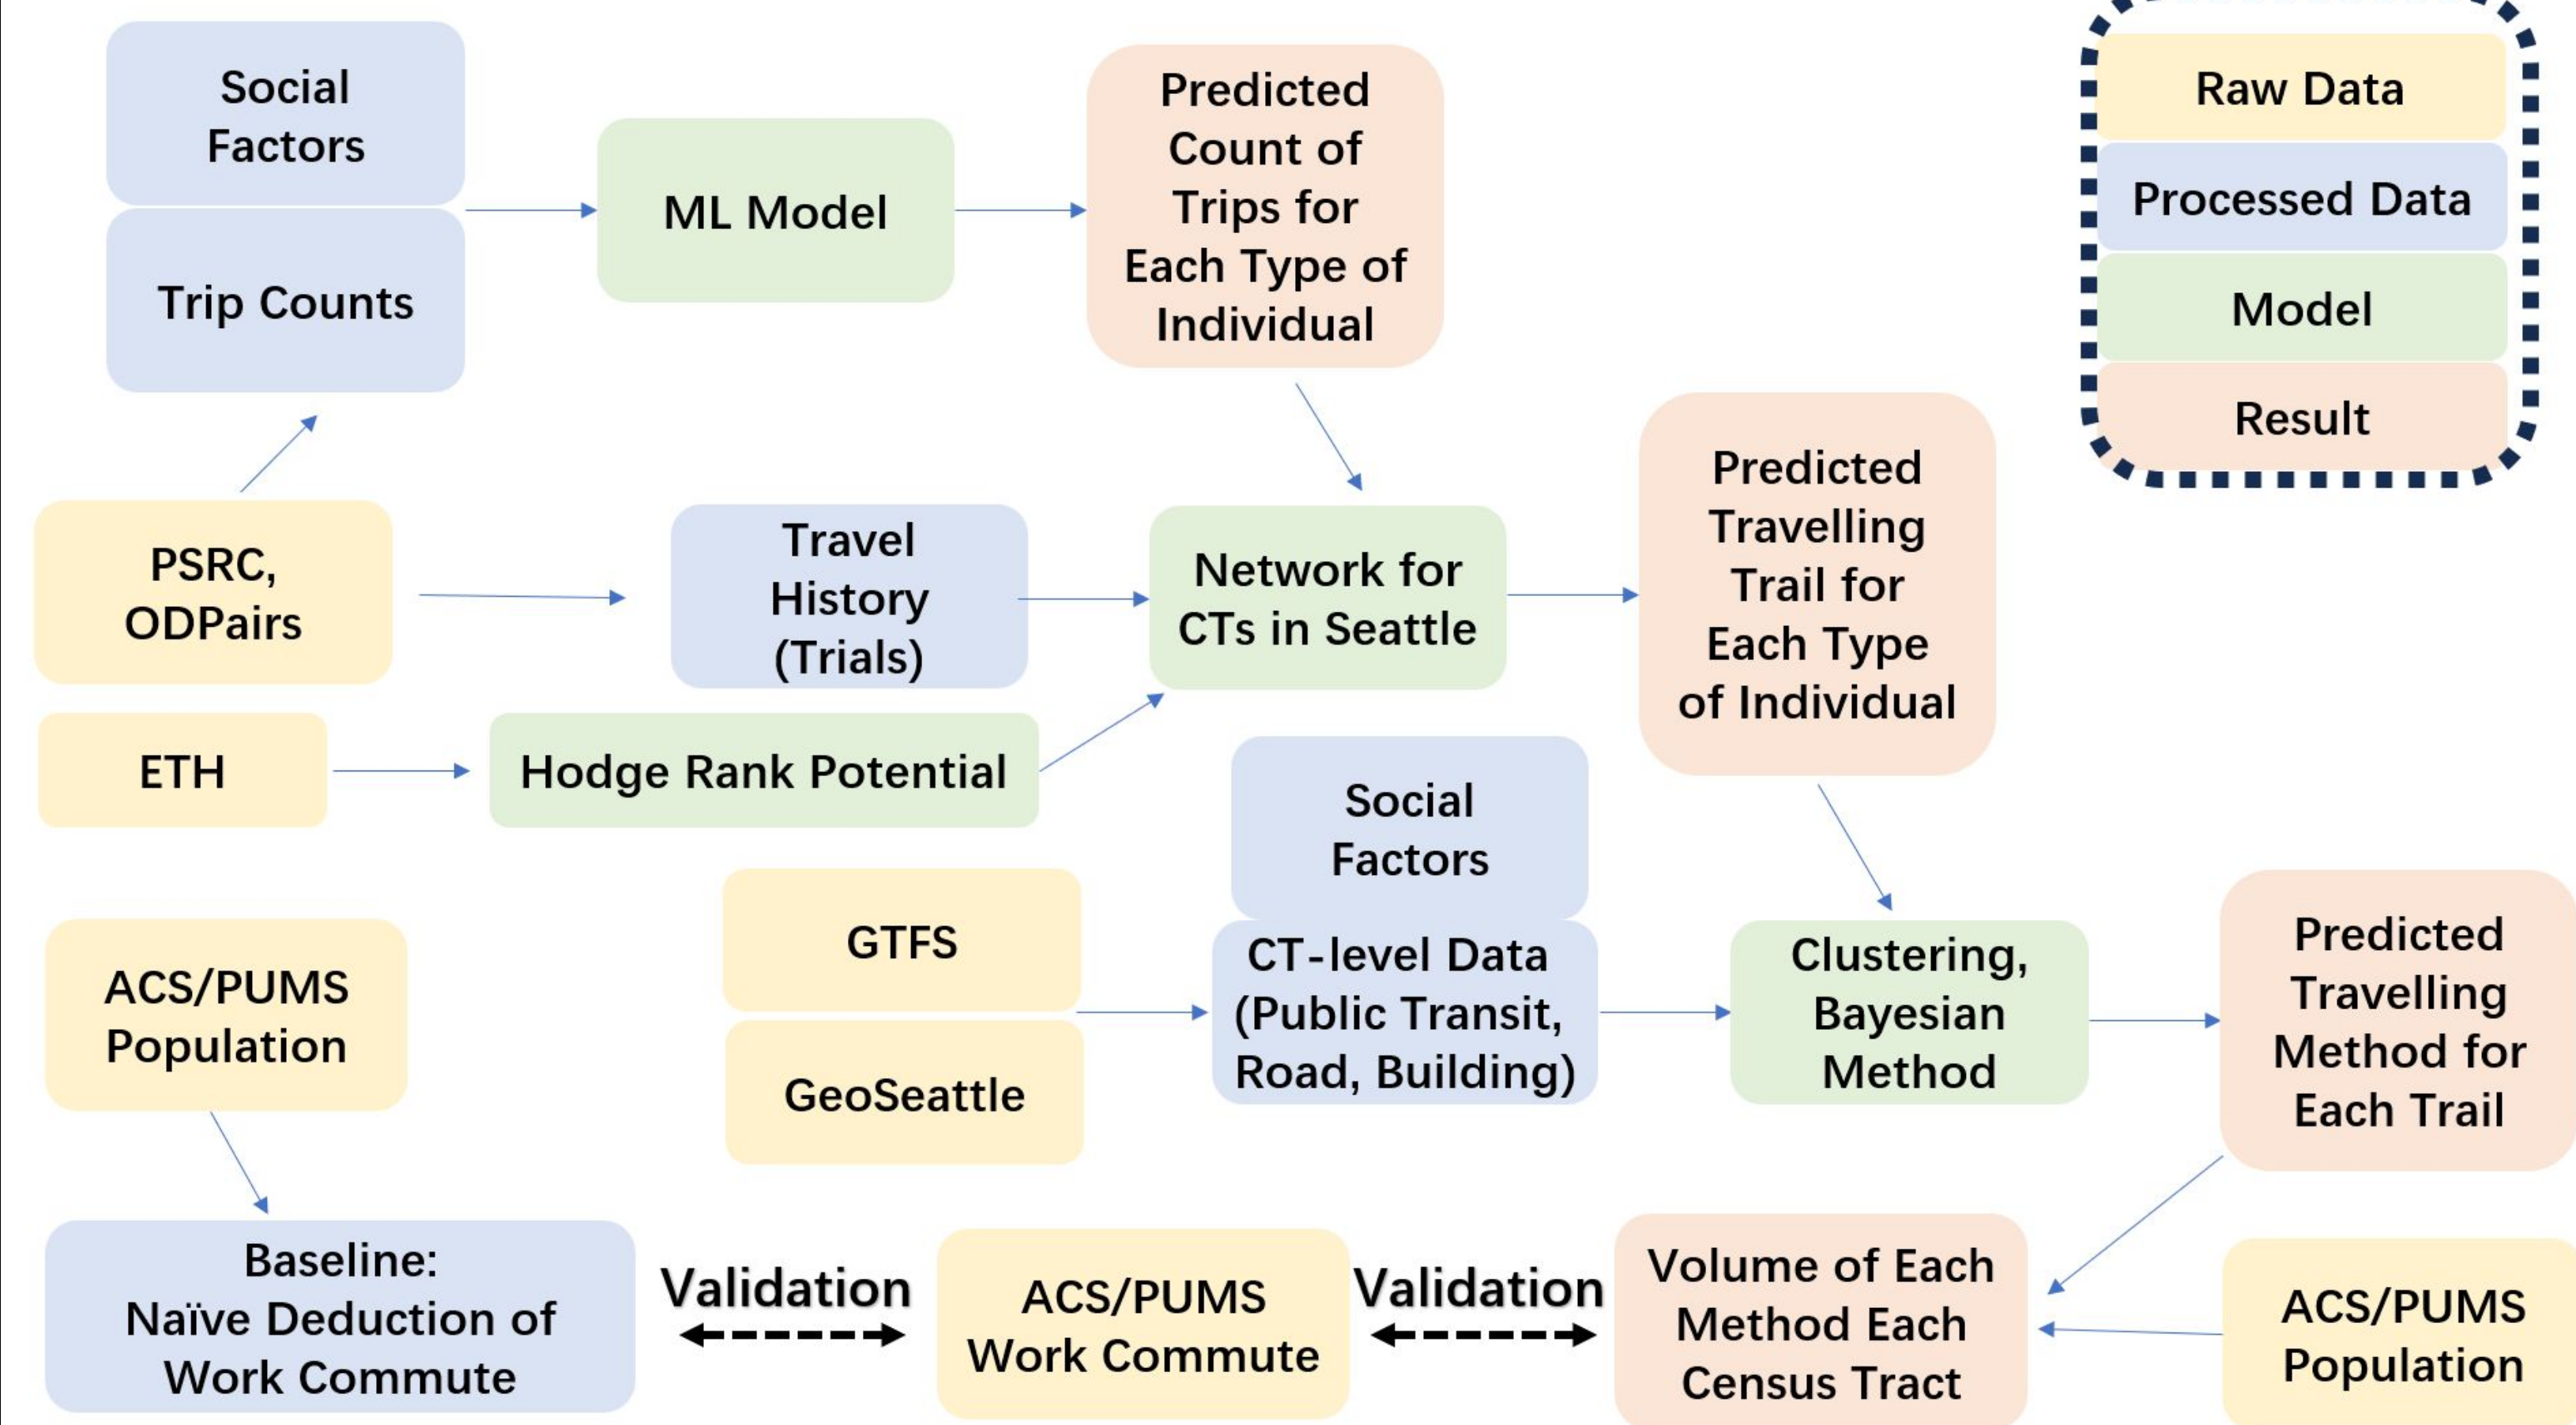 Social
Factors
Trip Counts
ML Model
Predicted
Count of
Trips for
Each Type of
Individual
Raw Data
Processed Data
Model
Result
PSRC,
ODPairs
Travel
History
(Trials)
Network for
CTs in Seattle
Predicted
Travelling
Trail for
Each Type
of Individual
ETH
Hodge Rank Potential
Social
Factors
GTFS
GeoSeattle
CT-level Data
(Public Transit,
Road, Building)
Clustering,
Bayesian
Method
Predicted
Travelling
Method for
Each Trail
ACS/PUMS
Population
Baseline:
Naïve Deduction of
Work Commute
Validation
ACS/PUMS
Work Commute
Validation
Volume of Each
Method Each
Census Tract
ACS/PUMS
Population